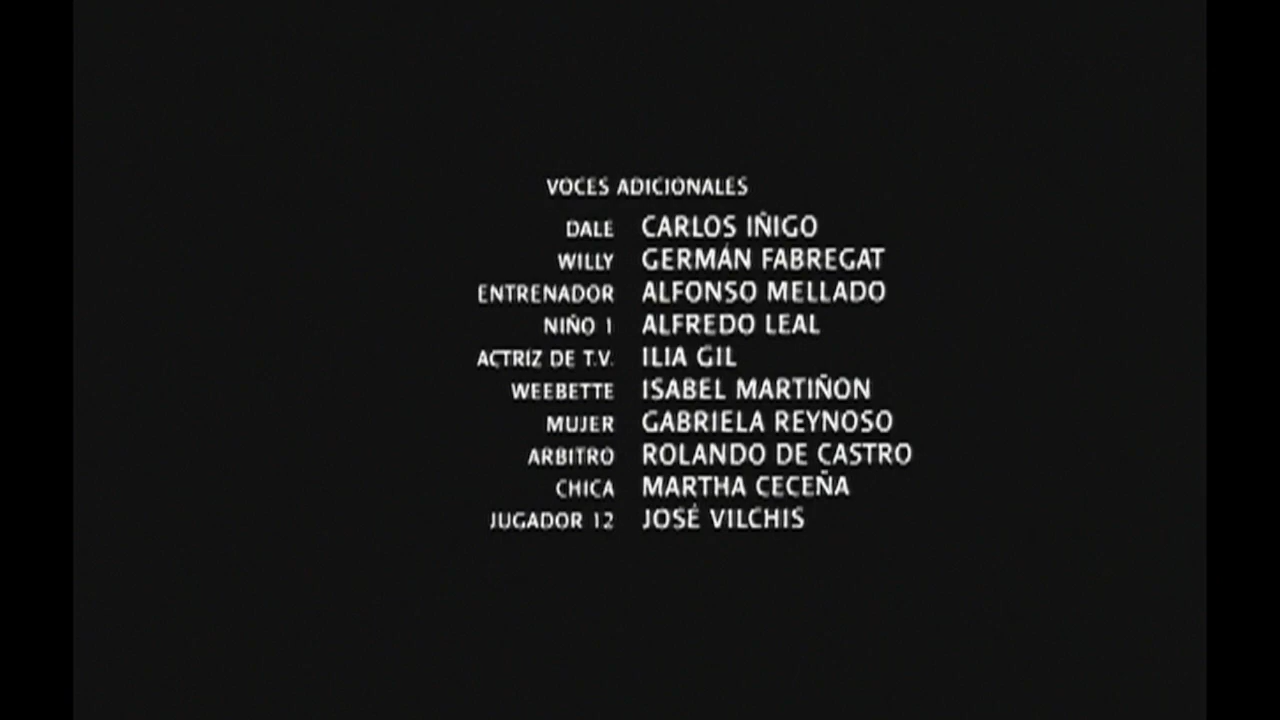 VOCES ADICIONALES
DALE CARLOS IÑIGO
WILLY GERMÁN FABREGAT
ENTRENADOR ALFONSO MELLADO
NIÑO 1 ALFREDO LEAL
ACTRIZ DE T.V. ILIA GIL
WEEBETTE ISABEL MARTIÑON
MUJER GABRIELA REYNOSO
ARBITRO ROLANDO DE CASTRO
CHICA MARTHA CECEÑA
JUGADOR 12 JOSÉ VILCHIS